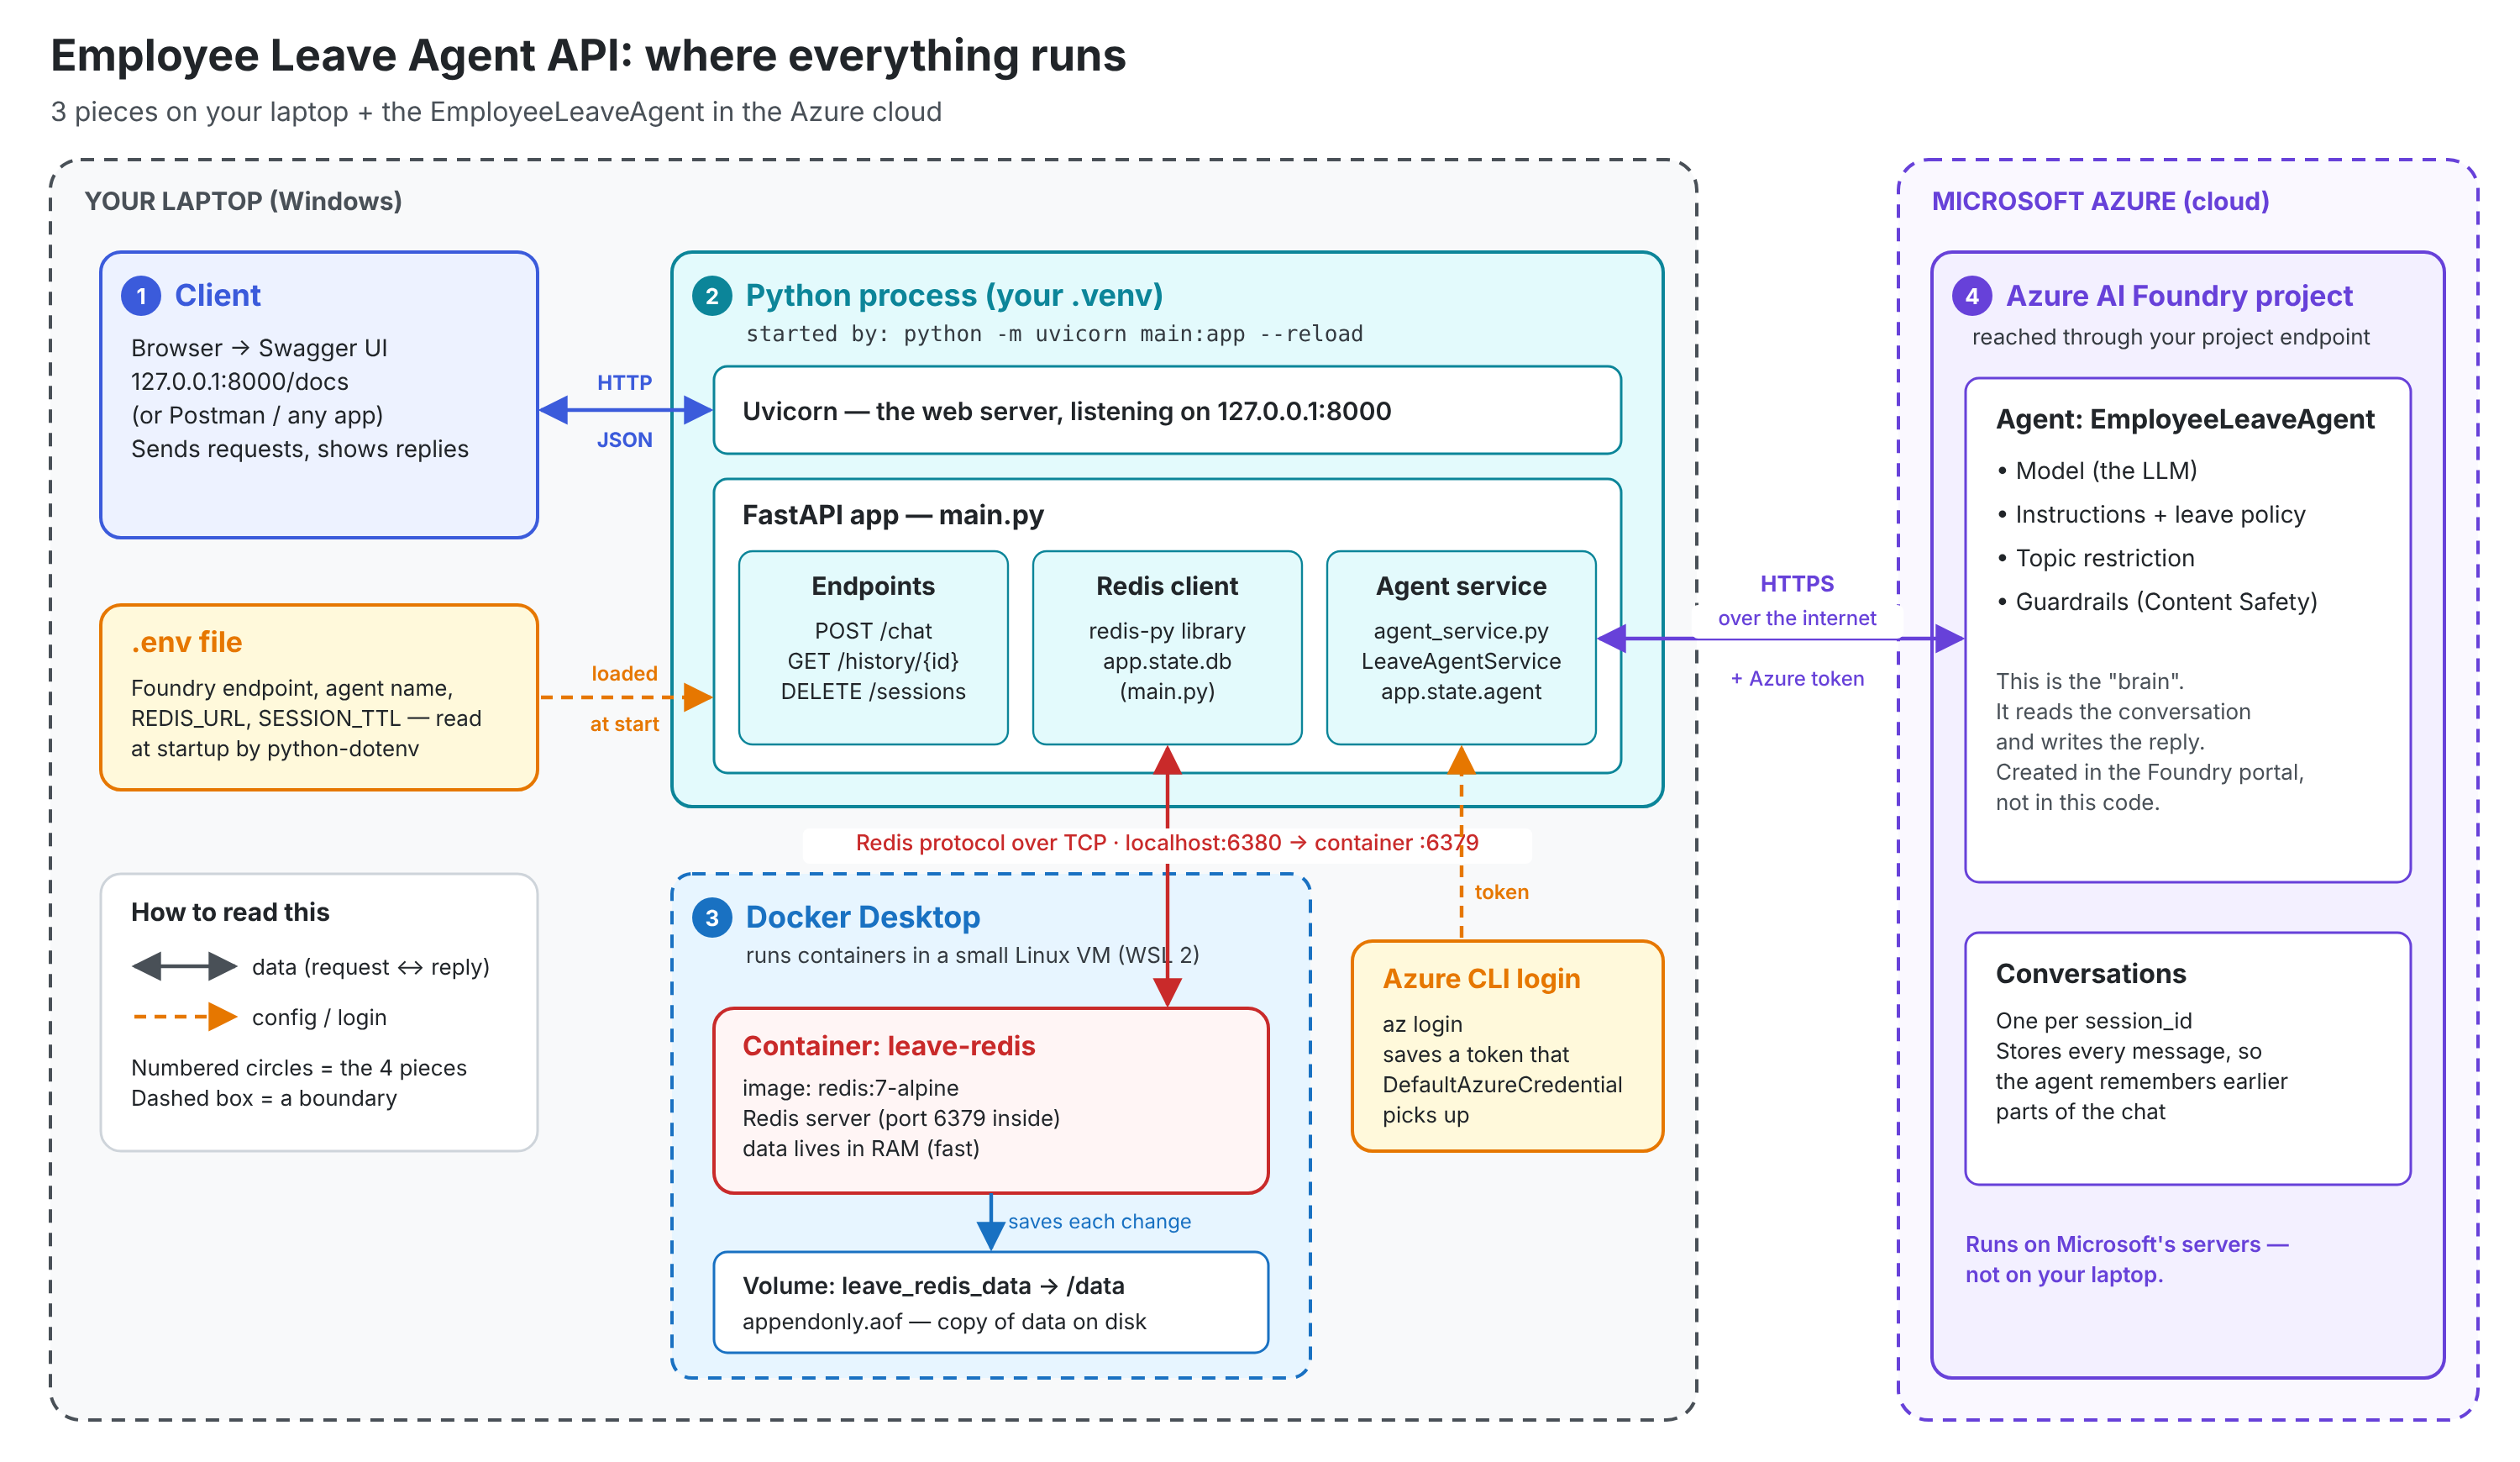 Employee Leave Agent API: where everything runs
3 pieces on your laptop + the EmployeeLeaveAgent in the Azure cloud
YOUR LAPTOP (Windows)
1 Client
Browser → Swagger UI
127.0.0.1:8000/docs
(or Postman / any app)
Sends requests, shows replies
HTTP
JSON
2 Python process (your .venv)
started by: python -m uvicorn main:app --reload
Uvicorn — the web server, listening on 127.0.0.1:8000
FastAPI app — main.py
Endpoints
POST /chat
GET /history/{id}
DELETE /sessions
Redis client
redis-py library
app.state.db
(main.py)
Agent service
agent_service.py
LeaveAgentService
app.state.agent
.env file
Foundry endpoint, agent name,
REDIS_URL, SESSION_TTL — read
at startup by python-dotenv
loaded
at start
Redis protocol over TCP · localhost:6380 → container :6379
token
How to read this
data (request ↔ reply)
config / login
Numbered circles = the 4 pieces
Dashed box = a boundary
3 Docker Desktop
runs containers in a small Linux VM (WSL 2)
Container: leave-redis
image: redis:7-alpine
Redis server (port 6379 inside)
data lives in RAM (fast)
saves each change
Volume: leave_redis_data → /data
appendonly.aof — copy of data on disk
Azure CLI login
az login
saves a token that
DefaultAzureCredential
picks up
HTTPS
over the internet
+ Azure token
MICROSOFT AZURE (cloud)
4 Azure AI Foundry project
reached through your project endpoint
Agent: EmployeeLeaveAgent
• Model (the LLM)
• Instructions + leave policy
• Topic restriction
• Guardrails (Content Safety)
This is the "brain".
It reads the conversation
and writes the reply.
Created in the Foundry portal,
not in this code.
Conversations
One per session_id
Stores every message, so
the agent remembers earlier
parts of the chat
Runs on Microsoft's servers —
not on your laptop.